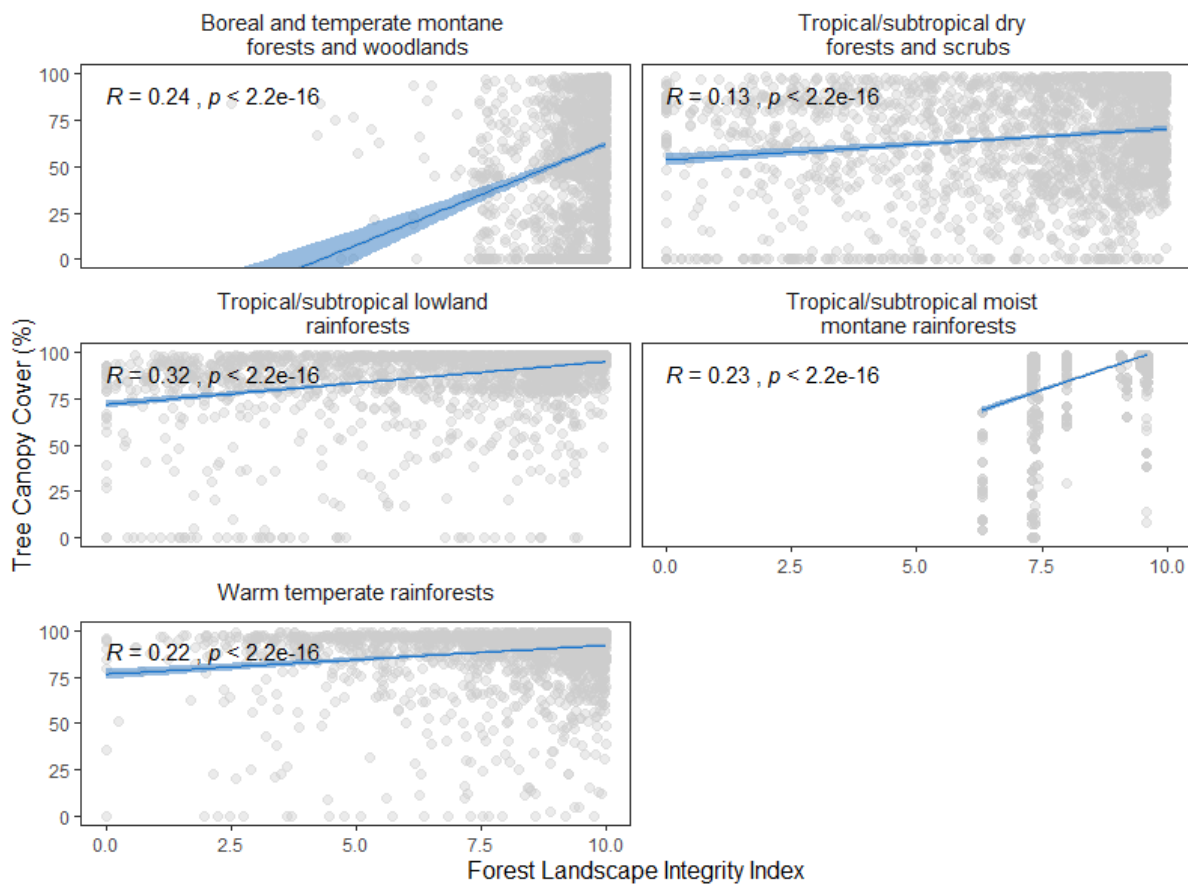 Boreal and temperate montane
forests and woodlands
Tropical/subtropical dry
forests and scrubs
100
75
50
25
0
R = 0.24 , p < 2.2e-16
R = 0.13 , p < 2.2e-16
Tropical/subtropical lowland
rainforests
Tropical/subtropical moist
montane rainforests
Tree Canopy Cover (%)
100
75
50
25
0
R = 0.32 , p < 2.2e-16
R = 0.23 , p < 2.2e-16
0.0 2.5 5.0 7.5 10.0
Warm temperate rainforests
100
75
50
25
0
R = 0.22 , p < 2.2e-16
0.0 2.5 5.0 7.5 10.0
Forest Landscape Integrity Index